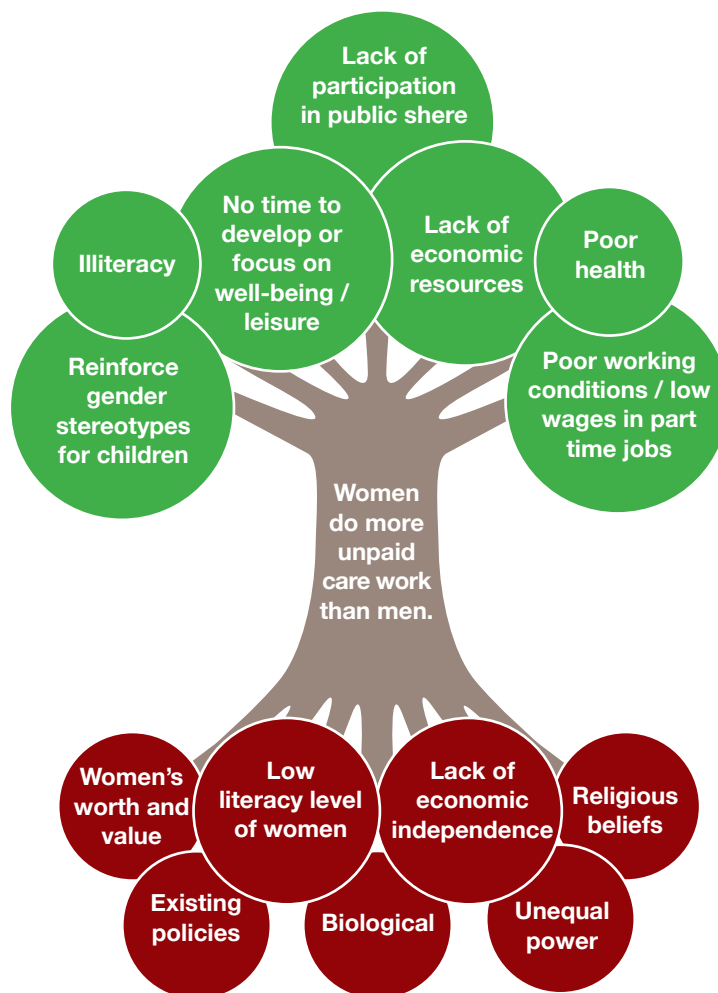 Lack of
participation
in public shere
No time to
develop or
focus on
well-being /
leisure
Lack of
economic
resources
Illiteracy
Poor
health
Reinforce
gender
stereotypes
for children
Poor working
conditions / low
wages in part
time jobs
Women
do more
unpaid
care work
than men.
Women's
worth and
value
Low
literacy level
of women
Lack of
economic
independence
Religious
beliefs
Existing
policies
Biological
Unequal
power